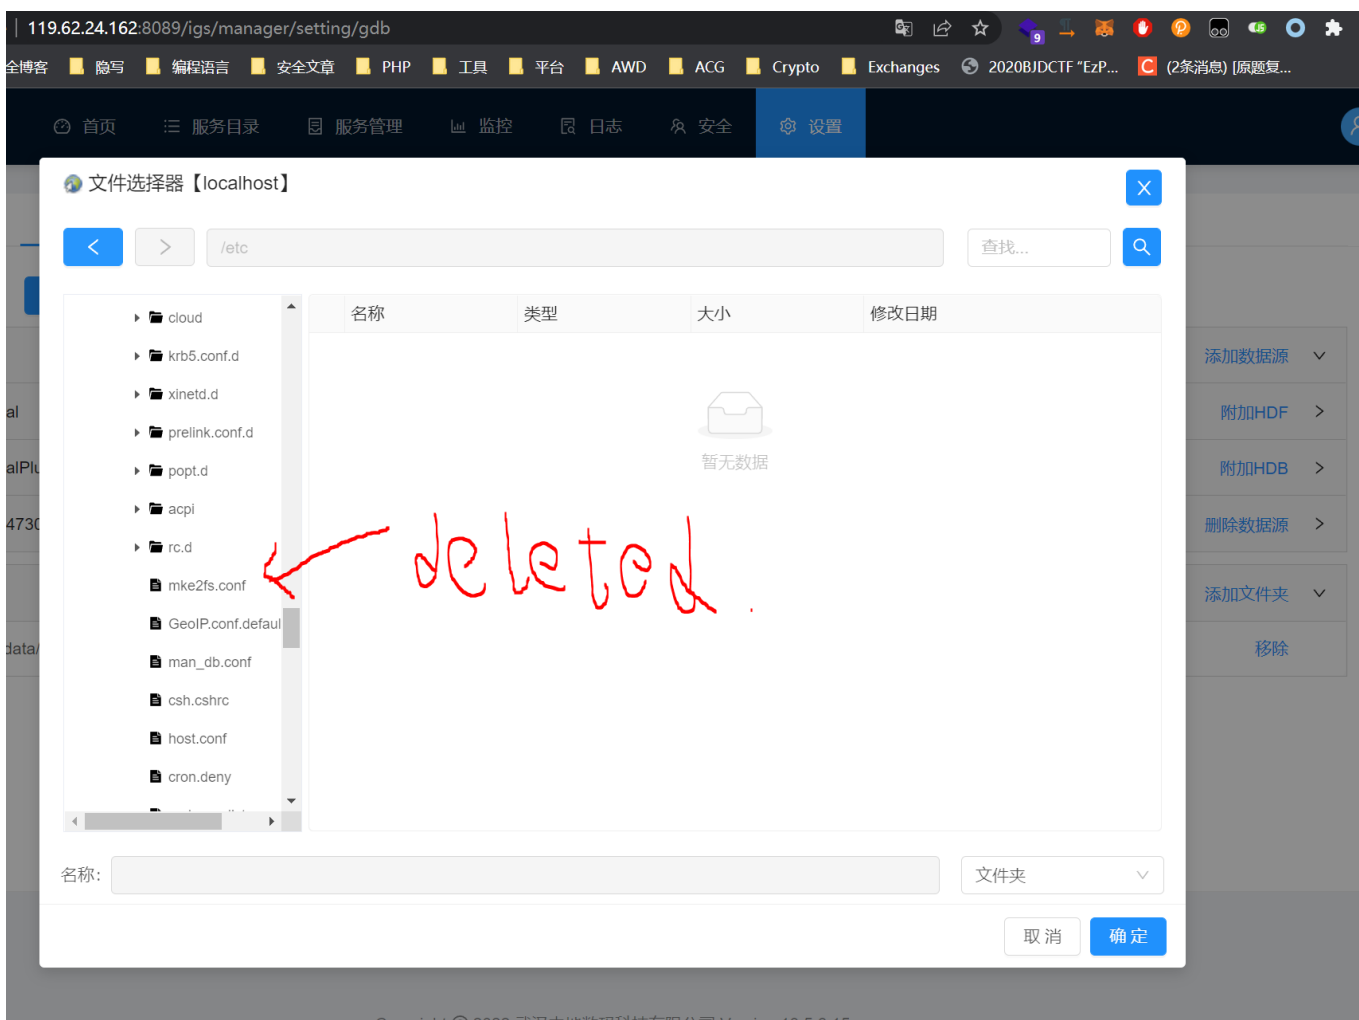 119.62.24.162:8089/igs/manager/setting/gdb
9
全博客 隐写 编程语言 安全文章 PHP 工具 平台 AWD ACG Crypto Exchanges 2020BJDCTF "EzP... C (2条消息) [原题复...
首页 服务目录 服务管理 监控 日志 安全 设置
文件选择器【localhost】
X
/etc
查找...
名称 类型 大小 修改日期
cloud
krb5.conf.d
xinetd.d
prelink.conf.d
popt.d
acpi
rc.d
mke2fs.conf
GeoIP.conf.defaul
man_db.conf
csh.cshrc
host.conf
cron.deny
暂无数据
deleted.
添加数据源
al
附加HDF
alPlu
附加HDB
4730
删除数据源
添加文件夹
data/
移除
名称:
文件夹
取消 确定